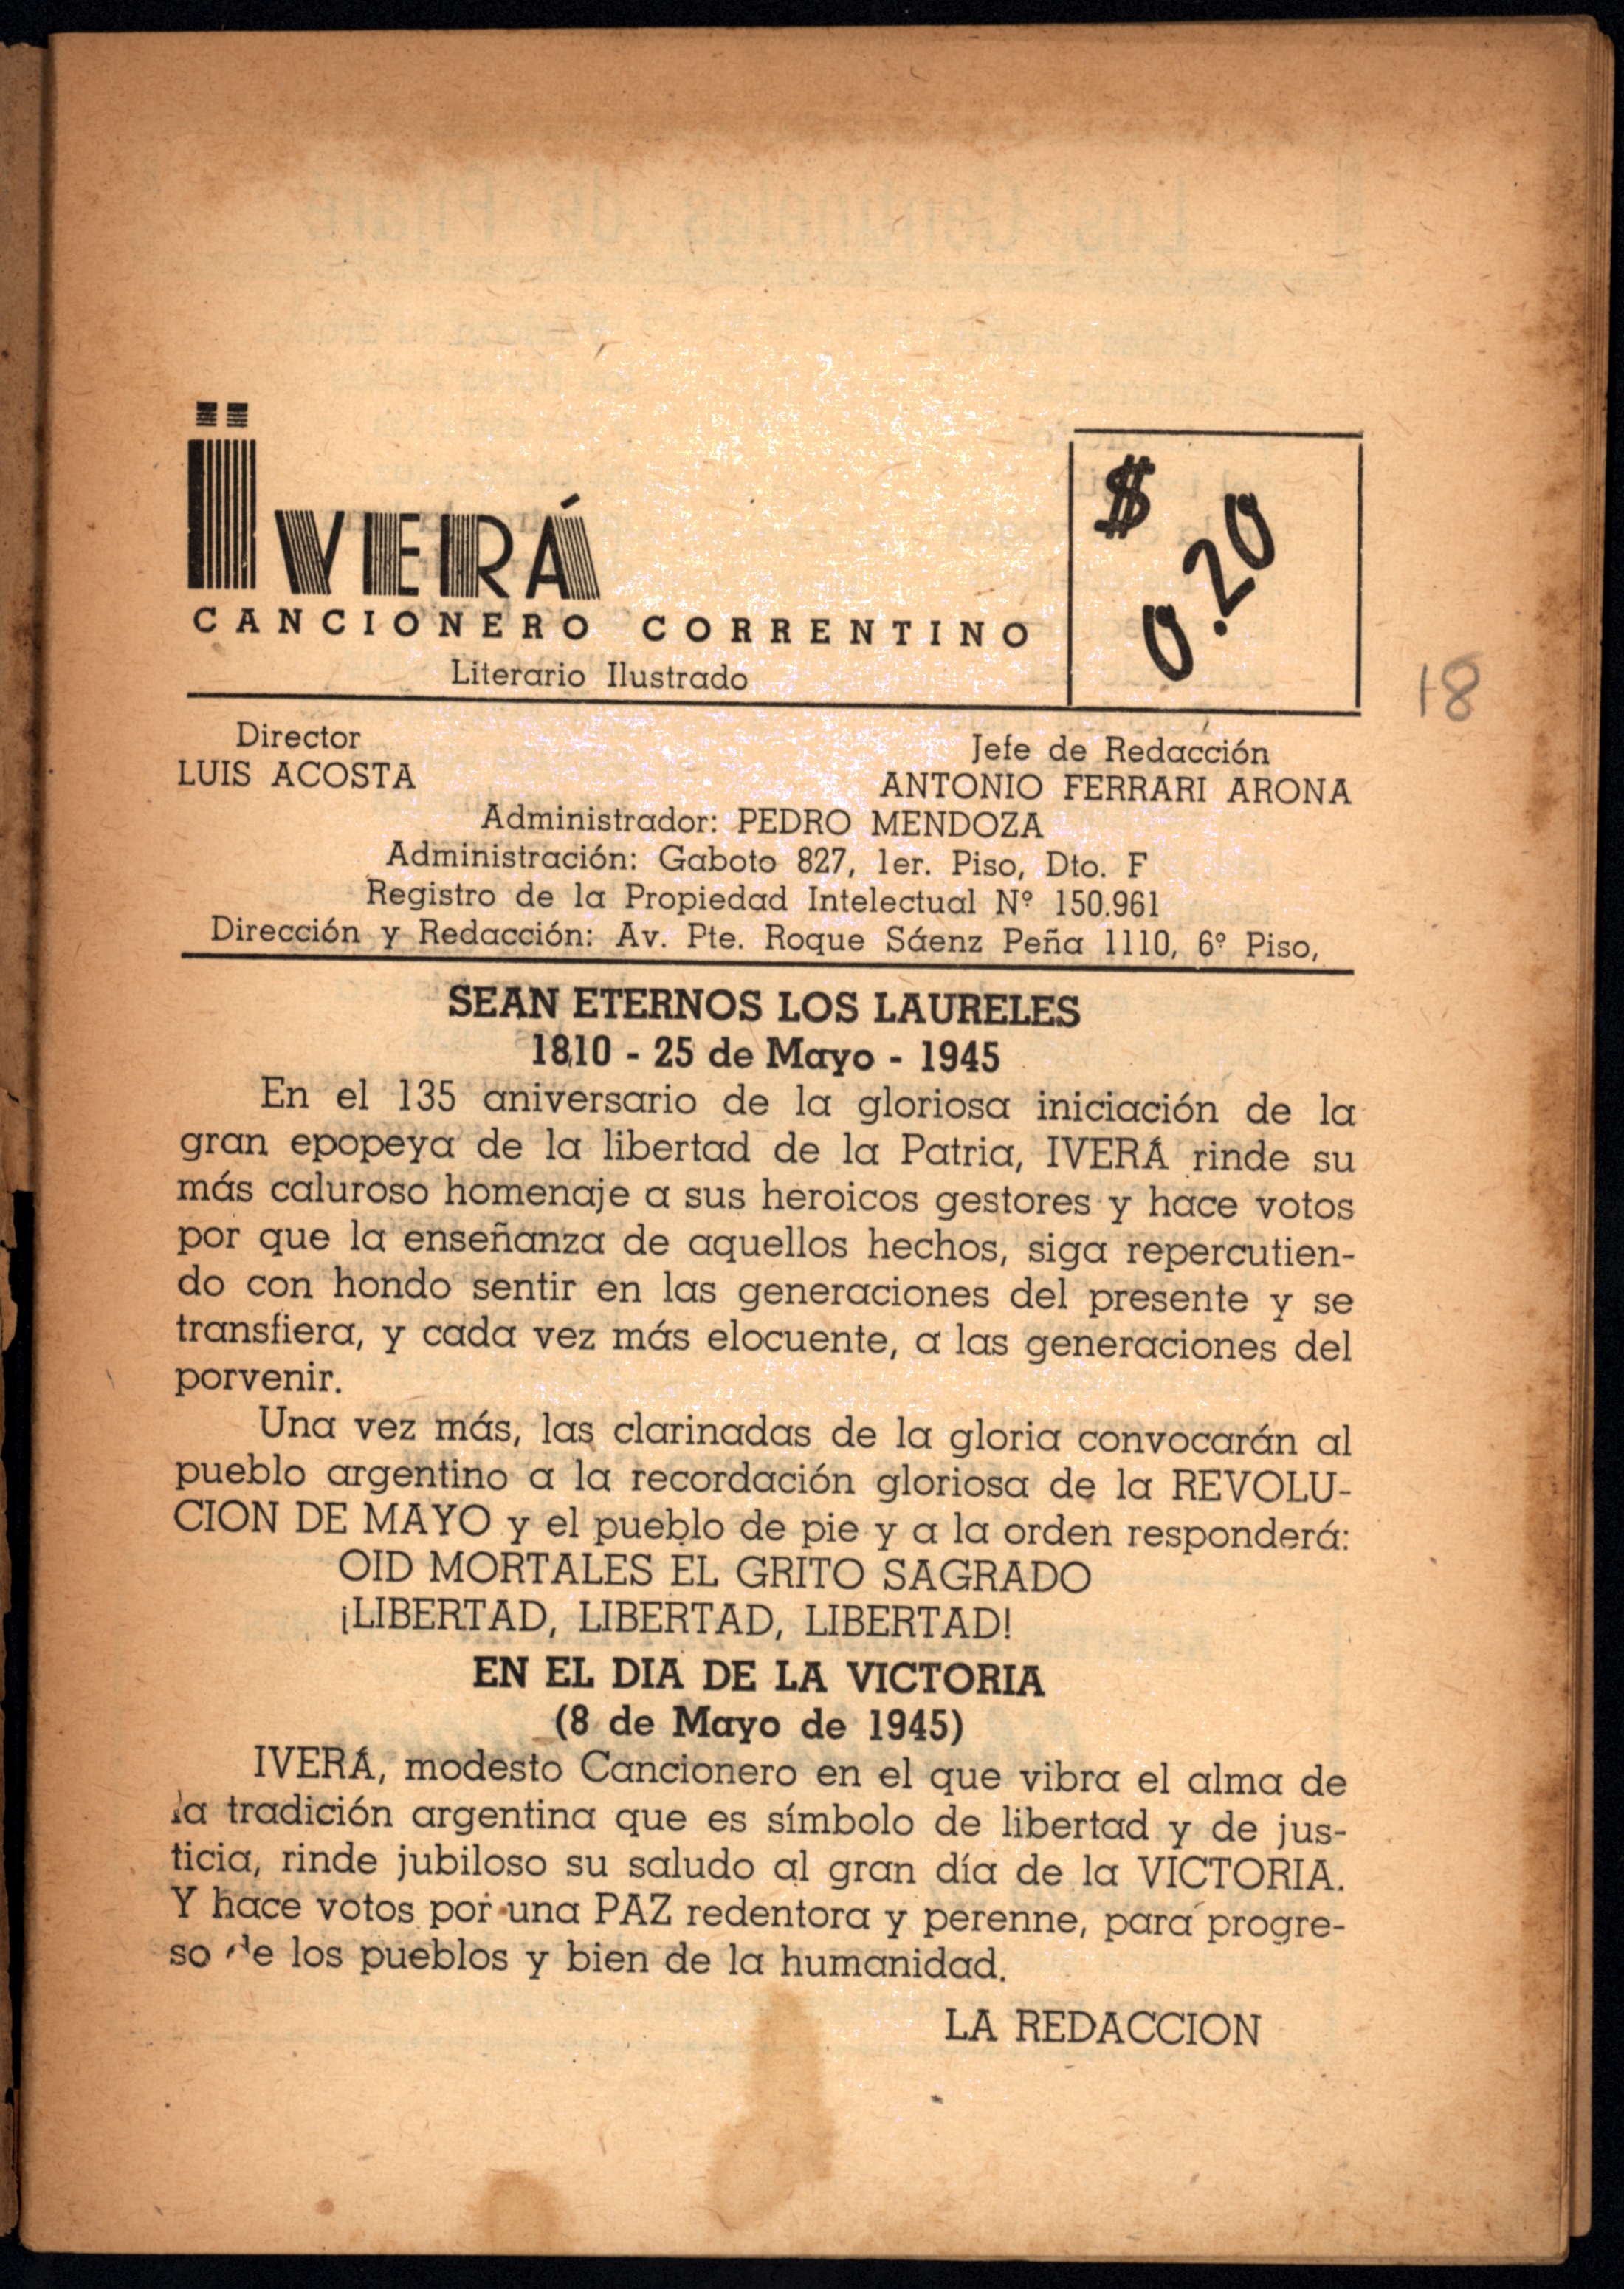 ÏVERÁ
CANCIONERO CORRENTINO
Literario Ilustrado
$ 0.20
18
Director
LUIS ACOSTA
Jefe de Redacción
ANTONIO FERRARI ARONA
Administrador: PEDRO MENDOZA
Administración: Gaboto 827, 1er. Piso, Dto. F
Registro de la Propiedad Intelectual Nº 150.961
Dirección y Redacción: Av. Pte. Roque Sáenz Peña 1110, 6º Piso,
SEAN ETERNOS LOS LAURELES
1810 - 25 de Mayo - 1945
En el 135 aniversario de la gloriosa iniciación de la
gran epopeya de la libertad de la Patria, IVERÁ rinde su
más caluroso homenaje a sus heroicos gestores y hace votos
por que la enseñanza de aquellos hechos, siga repercutien-
do con hondo sentir en las generaciones del presente y se
transfiera, y cada vez más elocuente, a las generaciones del
porvenir.
Una vez más, las clarinadas de la gloria convocarán al
pueblo argentino a la recordación gloriosa de la REVOLU-
CION DE MAYO y el pueblo de pie y a la orden responderá:
OID MORTALES EL GRITO SAGRADO
¡LIBERTAD, LIBERTAD, LIBERTAD!
EN EL DIA DE LA VICTORIA
(8 de Mayo de 1945)
IVERÁ, modesto Cancionero en el que vibra el alma de
la tradición argentina que es símbolo de libertad y de jus-
ticia, rinde jubiloso su saludo al gran día de la VICTORIA.
Y hace votos por una PAZ redentora y perenne, para progre-
so de los pueblos y bien de la humanidad.
LA REDACCION